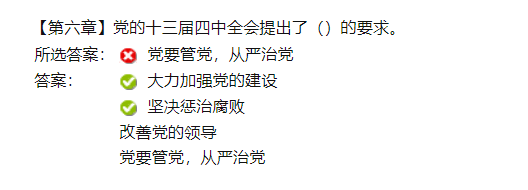 【第六章】党的十三届四中全会提出了（）的要求。
所选答案： 党要管党，从严治党
答案： 大力加强党的建设
坚决惩治腐败
改善党的领导
党要管党，从严治党